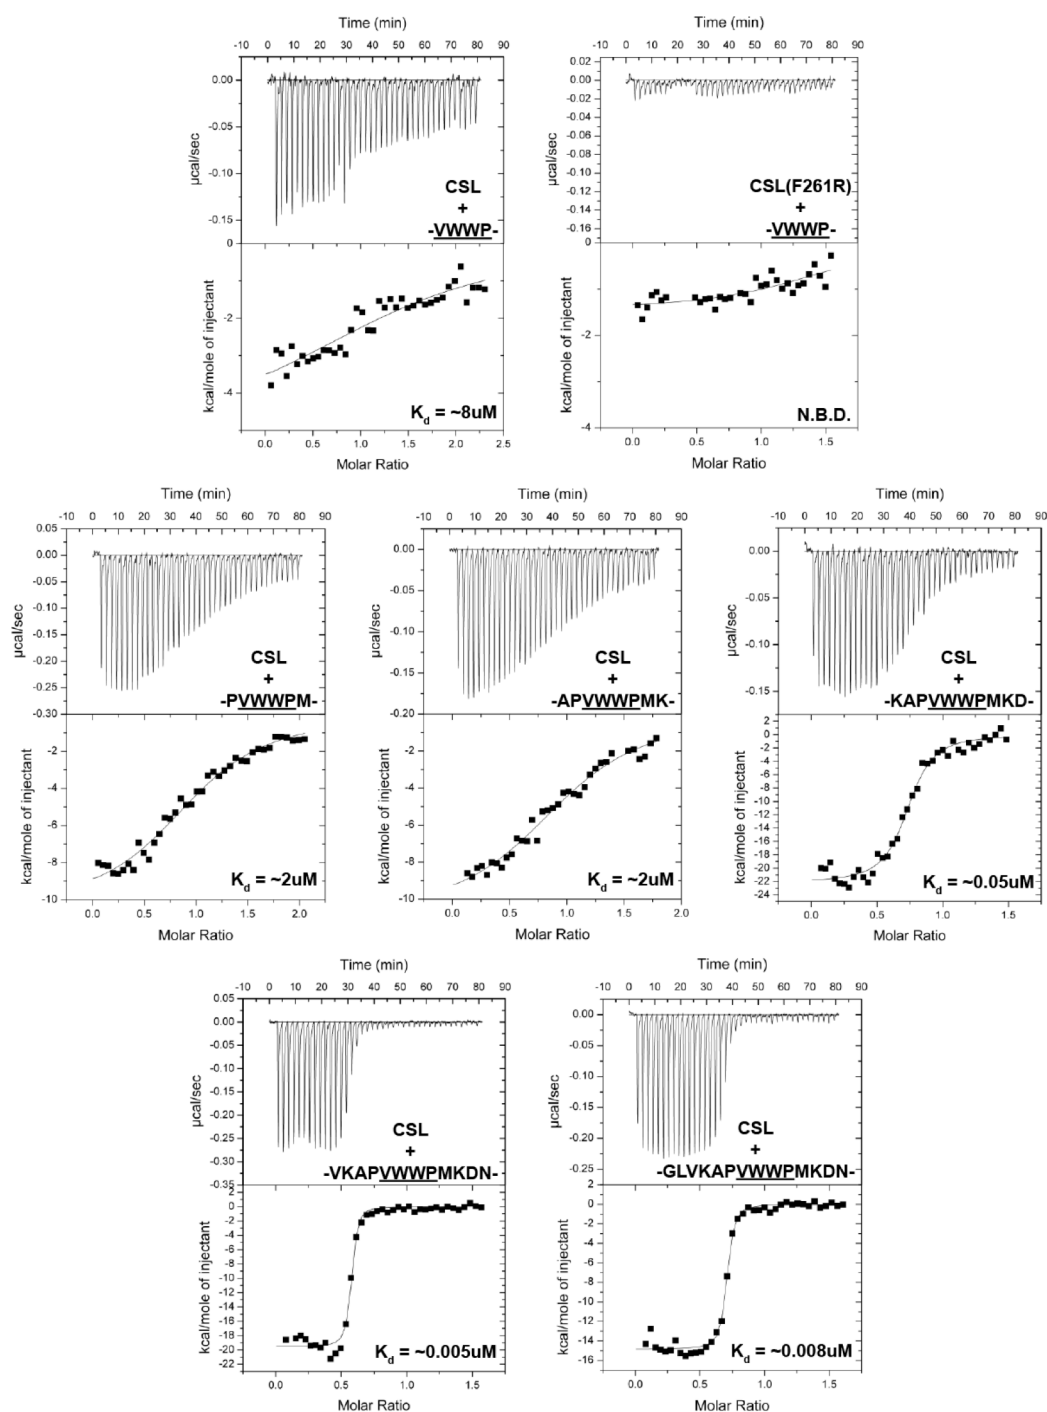 Time (min)
-10 0 10 20 30 40 50 60 70 80 90
0.00
-0.05
-0.10
-0.15
0
µcal/sec
CSL
+
-VWWP-
-2
-4
kcal/mole of injectant
Kd = ~8uM
0.0 0.5 1.0 1.5 2.0 2.5
Molar Ratio
Time (min)
-10 0 10 20 30 40 50 60 70 80 90
0.02
0.00
-0.02
-0.04
-0.06
-0.08
-0.10
-0.12
-0.14
-0.16
0
µcal/sec
CSL(F261R)
+
-VWWP-
-2
-4
kcal/mole of injectant
N.B.D.
0.0 0.5 1.0 1.5
Molar Ratio
Time (min)
-10 0 10 20 30 40 50 60 70 80 90
0.05
0.00
-0.05
-0.10
-0.15
-0.20
-0.25
-0.30
µcal/sec
CSL
+
-PVWWPM-
-2
-4
-6
-8
-10
kcal/mole of injectant
Kd = ~2uM
0.0 0.5 1.0 1.5 2.0
Molar Ratio
Time (min)
-10 0 10 20 30 40 50 60 70 80 90
0.00
-0.05
-0.10
-0.15
-0.20
µcal/sec
CSL
+
-APVWWPMK-
-2
-4
-6
-8
-10
kcal/mole of injectant
Kd = ~2uM
0.0 0.5 1.0 1.5 2.0
Molar Ratio
Time (min)
-10 0 10 20 30 40 50 60 70 80 90
0.00
-0.05
-0.10
-0.15
µcal/sec
CSL
+
-KAPVWWPMKD-
2
0
-2
-4
-6
-8
-10
-12
-14
-16
-18
-20
-22
-24
kcal/mole of injectant
Kd = ~0.05uM
0.0 0.5 1.0 1.5
Molar Ratio
Time (min)
-10 0 10 20 30 40 50 60 70 80 90
0.05
0.00
-0.05
-0.10
-0.15
-0.20
-0.25
-0.30
-0.35
µcal/sec
CSL
+
-VKAPVWWPMKDN-
2
0
-2
-4
-6
-8
-10
-12
-14
-16
-18
-20
-22
kcal/mole of injectant
Kd = ~0.005uM
0.0 0.5 1.0 1.5
Molar Ratio
Time (min)
-10 0 10 20 30 40 50 60 70 80 90
0.00
-0.05
-0.10
-0.15
-0.20
-0.25
µcal/sec
CSL
+
-GLVKAPVWWPMKDN-
2
0
-2
-4
-6
-8
-10
-12
-14
-16
kcal/mole of injectant
Kd = ~0.008uM
0.0 0.5 1.0 1.5
Molar Ratio